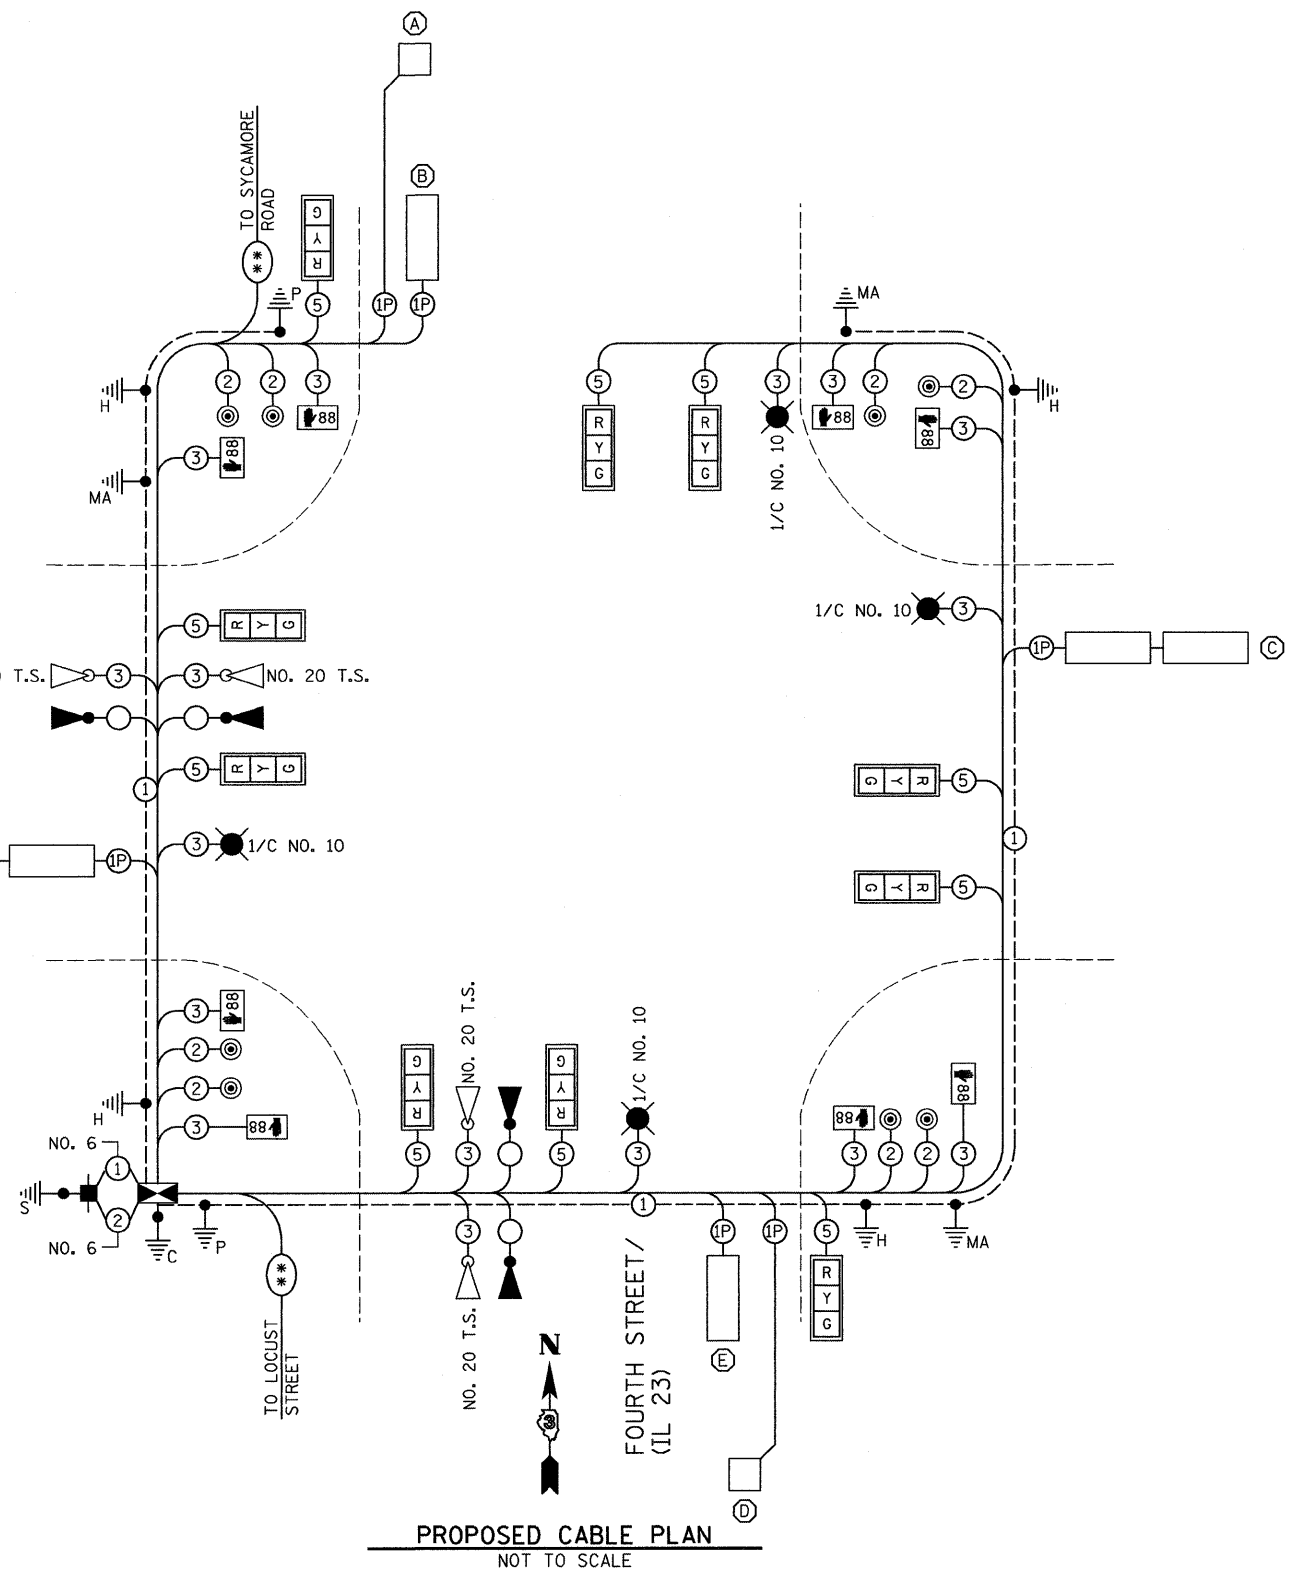 A
B
TO SYCAMORE
ROAD
**
G
Y
R
P
5
1P
1P
MA
H
2
2
3
88
5
5
3
3
2
2
H
R
Y
G
R
Y
G
88
1/C NO. 10
3
88
3
88
MA
5
R Y G
1/C NO. 10
3
T.S.
3
3
NO. 20 T.S.
1P
C
5
R Y G
1
G Y R
5
1
3
1/C NO. 10
1P
G Y R
5
3
88
2
2
H
3
88
NO. 6
1
S
2
NO. 6
C
P
G
Y
R
5
NO. 20 T.S.
3
G
Y
R
5
1/C NO. 10
3
88
88
3
2
2
3
1
3
1P
1P
5
H
MA
**
TO LOCUST
STREET
NO. 20 T.S.
R
Y
G
E
FOURTH STREET/
(IL 23)
N
3
D
PROPOSED CABLE PLAN
NOT TO SCALE